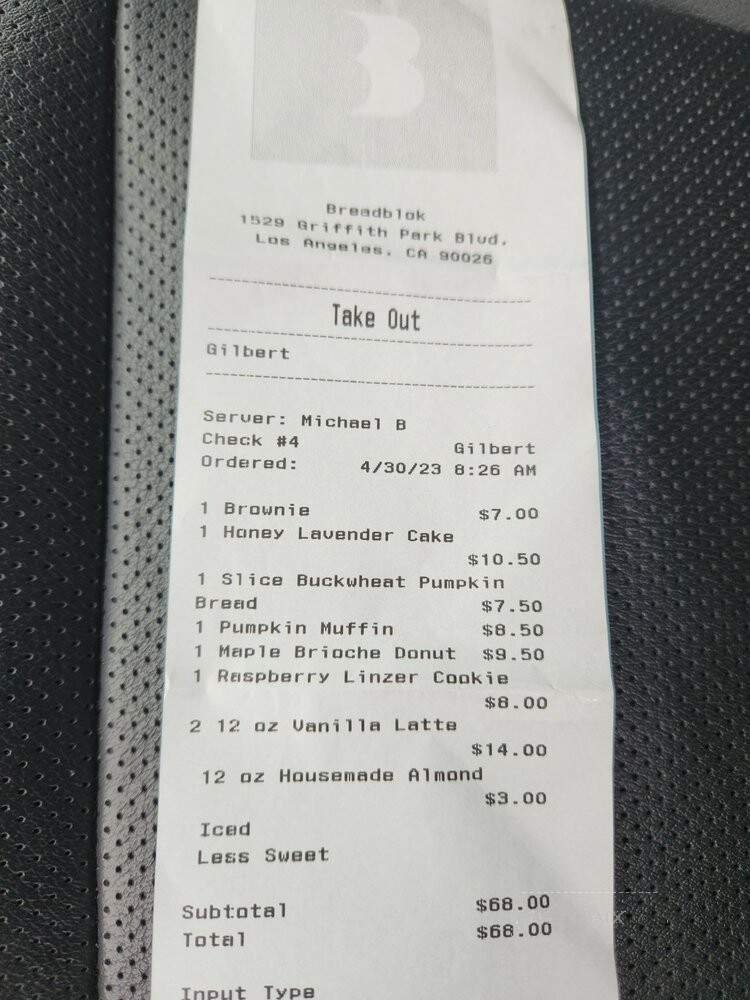 B
Breadblok
1529 Griffith Park Blvd.
Los Angeles, CA 90026
Take Out
Gilbert
Server: Michael B
Check #4 Gilbert
Ordered: 4/30/23 8:26 AM
1 Brownie $7.00
1 Honey Lavender Cake
$10.50
1 Slice Buckwheat Pumpkin
Bread $7.50
1 Pumpkin Muffin $8.50
1 Maple Brioche Donut $9.50
1 Raspberry Linzer Cookie
$8.00
2 12 oz Vanilla Latte
$14.00
12 oz Housemade Almond
$3.00
Iced
Less Sweet
Subtotal $68.00
Total $68.00
Input Type